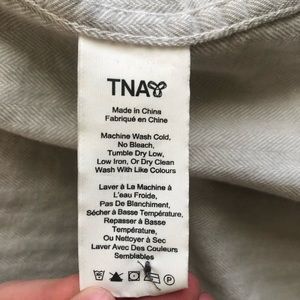 TNA
Made in China
Fabriqué en Chine
Machine Wash Cold,
No Bleach,
Tumble Dry Low,
Low Iron, Or Dry Clean
Wash With Like Colours
Laver à La Machine à
L'eau Froide,
Pas De Blanchiment,
Sécher à Basse Température,
Low Iron, Basse
Température,
Ou Nettoyer à Sec
Laver Avec Des Couleurs
Semblables
P